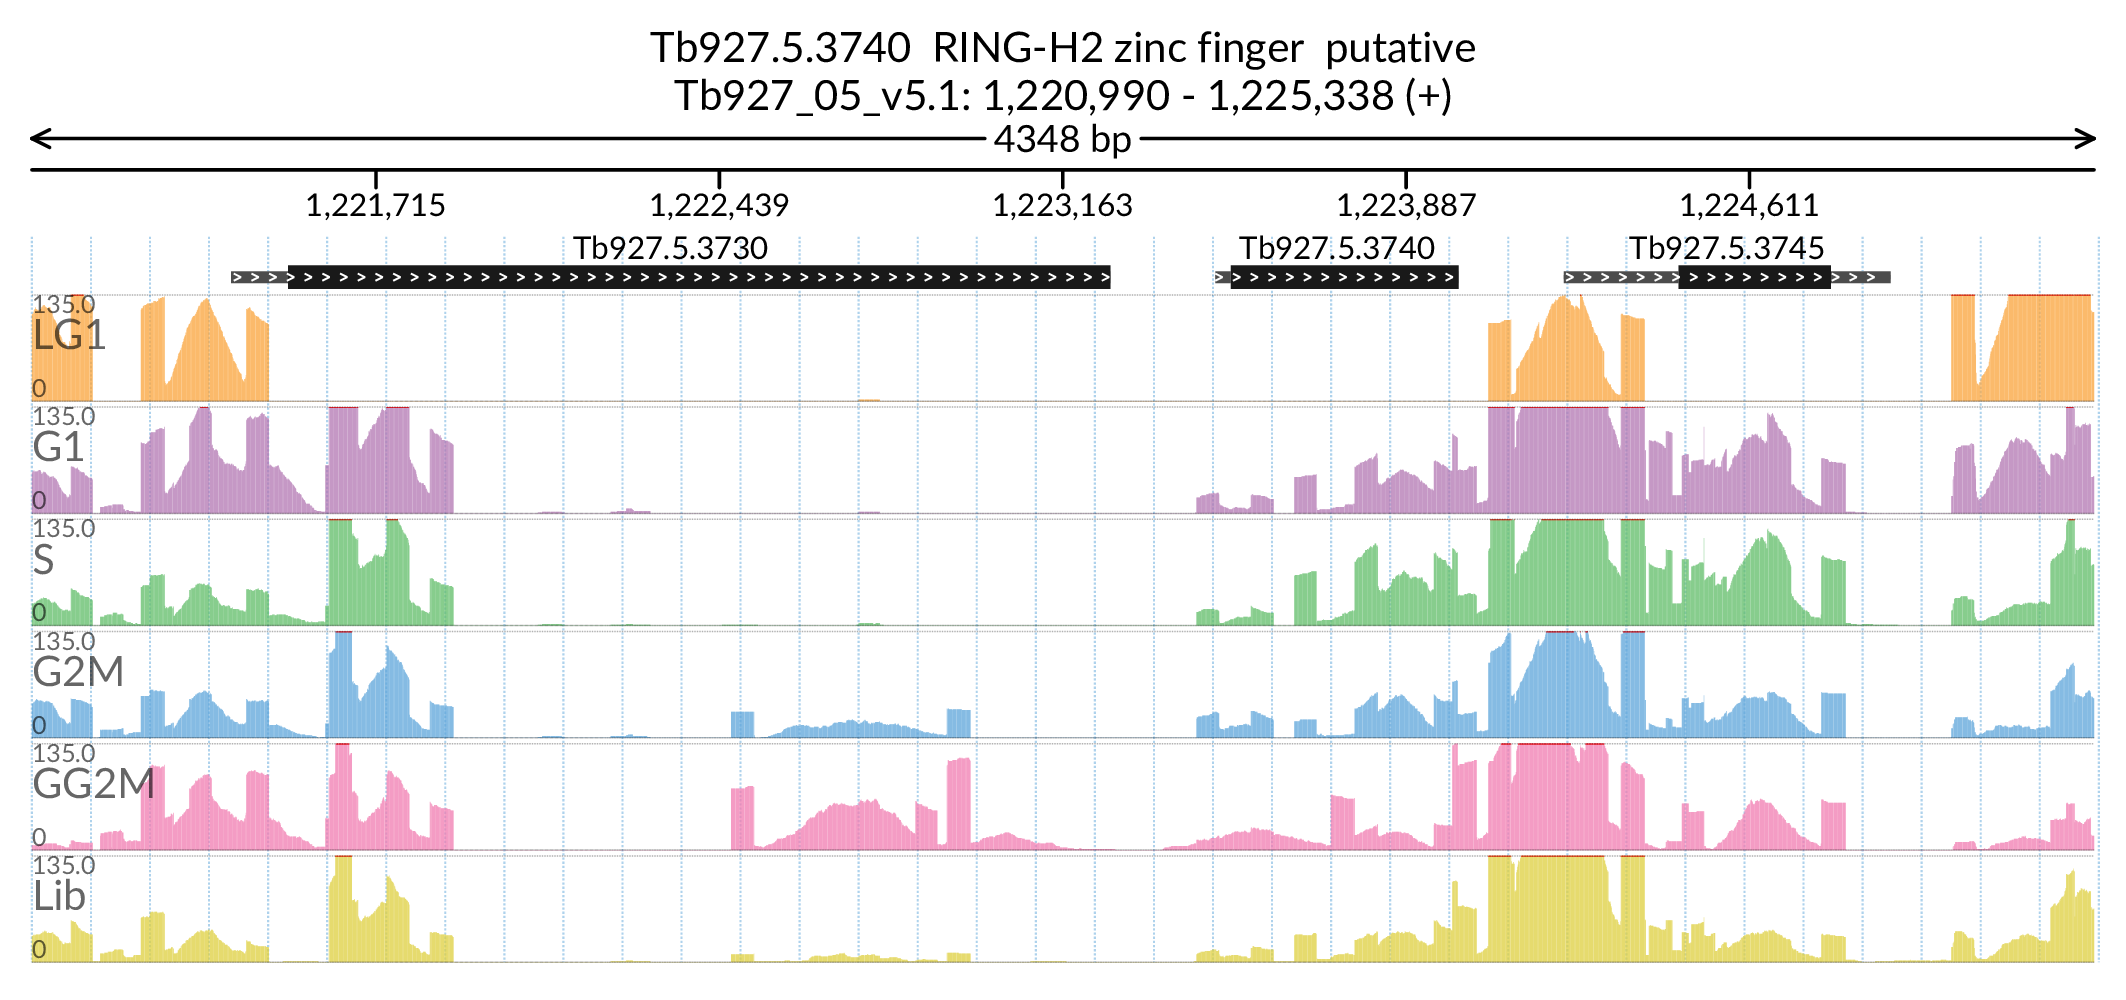 Tb927.5.3740  RING-H2 zinc finger  putative
Tb927_05_v5.1: 1,220,990 - 1,225,338 (+)
4348 bp
1,221,715 1,222,439 1,223,163 1,223,887 1,224,611
Tb927.5.3730 Tb927.5.3740 Tb927.5.3745
135.0
LG1
0
135.0
G1
0
135.0
S
0
135.0
G2M
0
135.0
GG2M
0
135.0
Lib
0